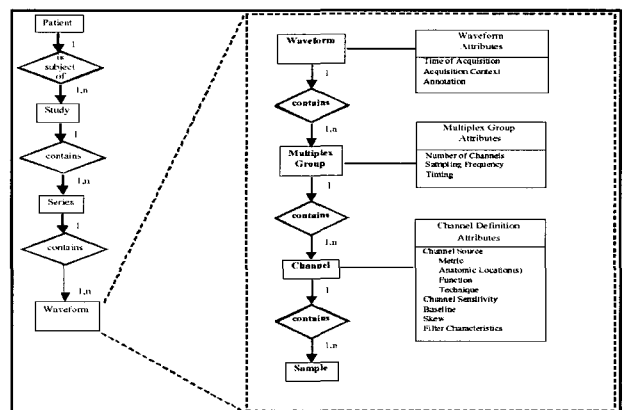 Patient
1
is
subject
of
1,n
Study
1
contains
1,n
Series
1
contains
1,n
Waveform
Waveform
1
contains
1,n
Multiplex
Group
1
contains
1,n
Channel
1
contains
1,n
Sample
Waveform
Attributes
Time of Acquisition
Acquisition Context
Annotation
Multiplex Group
Attributes
Number of Channels
Sampling Frequency
Timing
Channel Definition
Attributes
Channel Source
Metric
Anatomic Location(s)
Function
Technique
Channel Sensitivity
Baseline
Skew
Filter Characteristics